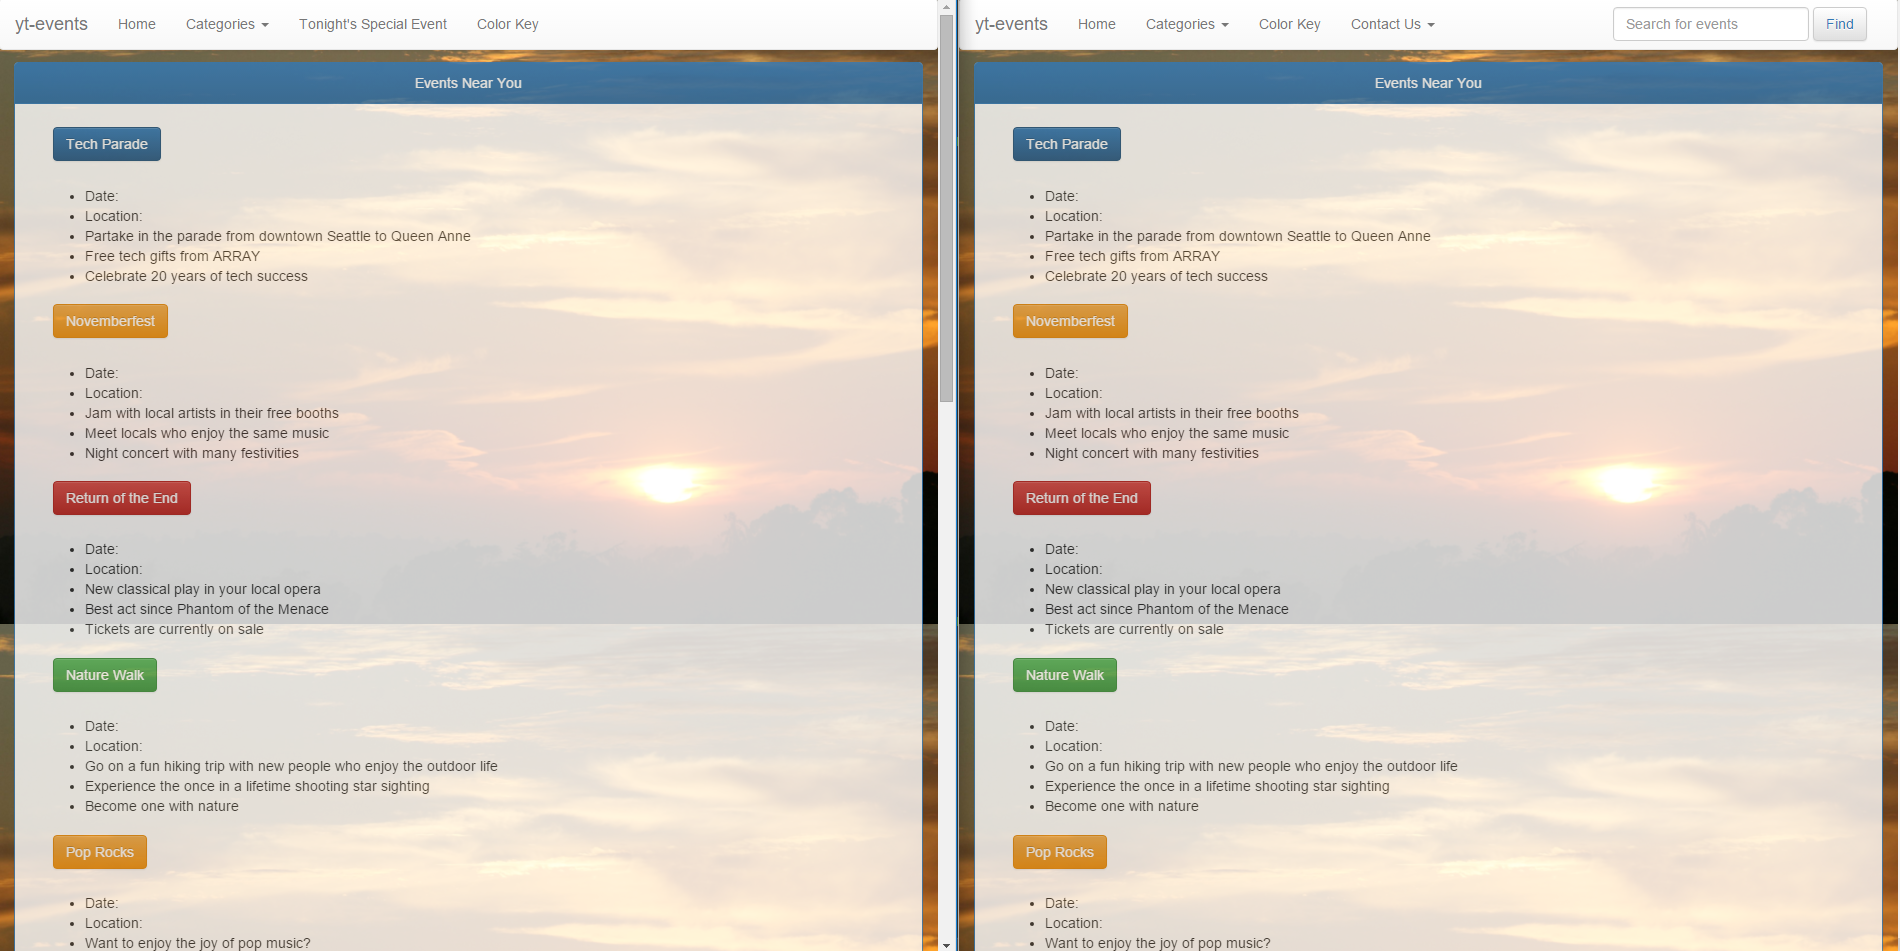 yt-events Home Categories Tonight's Special Event Color Key
Events Near You
Tech Parade
Date:
Location:
Partake in the parade from downtown Seattle to Queen Anne
Free tech gifts from ARRAY
Celebrate 20 years of tech success
Novemberfest
Date:
Location:
Jam with local artists in their free booths
Meet locals who enjoy the same music
Night concert with many festivities
Return of the End
Date:
Location:
New classical play in your local opera
Best act since Phantom of the Menace
Tickets are currently on sale
Nature Walk
Date:
Location:
Go on a fun hiking trip with new people who enjoy the outdoor life
Experience the once in a lifetime shooting star sighting
Become one with nature
Pop Rocks
Date:
Location:
Want to enjoy the joy of pop music?
yt-events Home Categories Color Key Contact Us Search for events Find
Events Near You
Tech Parade
Date:
Location:
Partake in the parade from downtown Seattle to Queen Anne
Free tech gifts from ARRAY
Celebrate 20 years of tech success
Novemberfest
Date:
Location:
Jam with local artists in their free booths
Meet locals who enjoy the same music
Night concert with many festivities
Return of the End
Date:
Location:
New classical play in your local opera
Best act since Phantom of the Menace
Tickets are currently on sale
Nature Walk
Date:
Location:
Go on a fun hiking trip with new people who enjoy the outdoor life
Experience the once in a lifetime shooting star sighting
Become one with nature
Pop Rocks
Date:
Location:
Want to enjoy the joy of pop music?